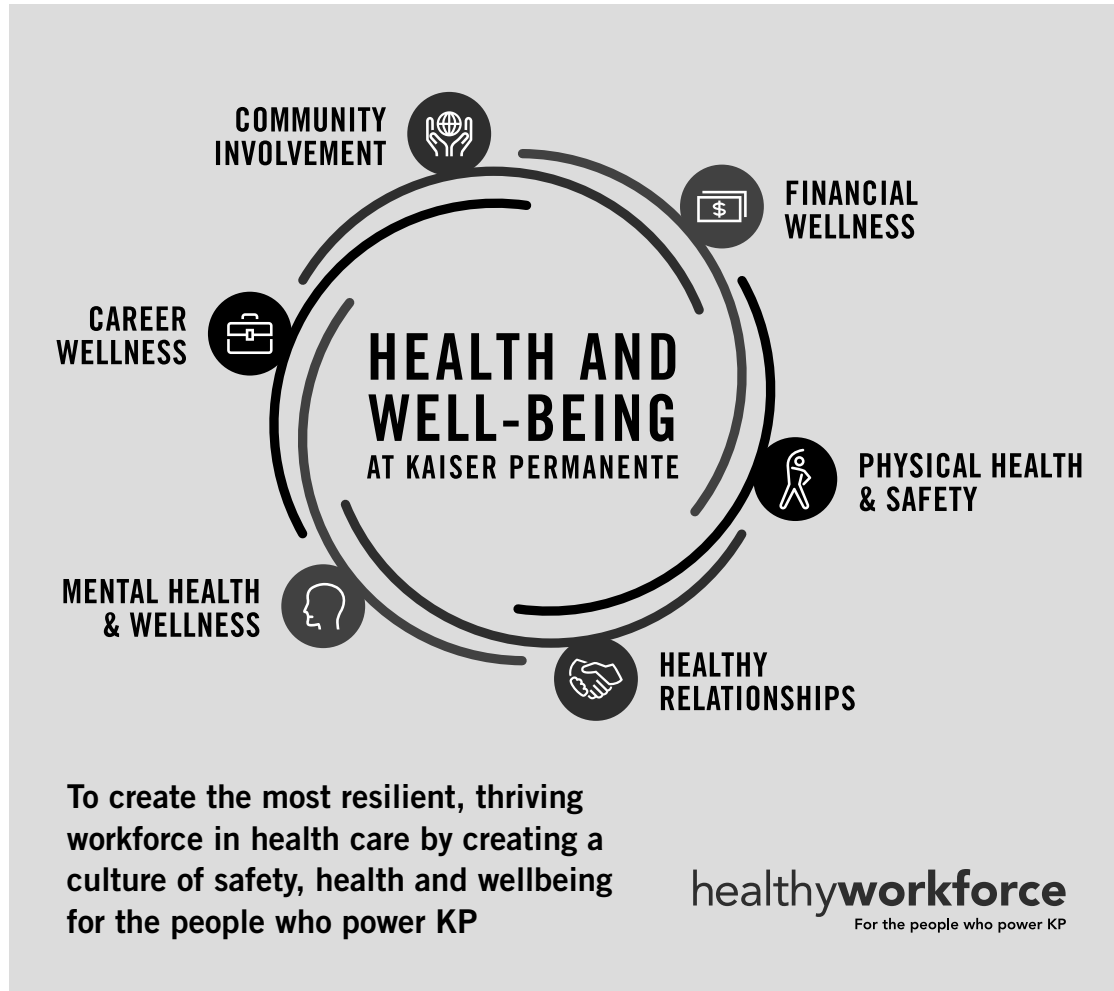 COMMUNITY
INVOLVEMENT
FINANCIAL
WELLNESS
$
CAREER
WELLNESS
HEALTH AND
WELL-BEING
AT KAISER PERMANENTE
PHYSICAL HEALTH
& SAFETY
MENTAL HEALTH
& WELLNESS
HEALTHY
RELATIONSHIPS
To create the most resilient, thriving
workforce in health care by creating a
culture of safety, health and wellbeing
for the people who power KP
healthyworkforce
For the people who power KP